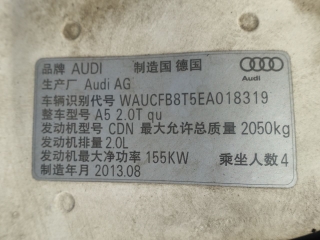 品牌 AUDI 制造国 德国
Audi
生产厂 Audi AG
车辆识别代号 WAUCFB8T5EA018319
整车型号 A5 2.0T qu
发动机型号 CDN 最大允许总质量 2050kg
发动机排量 2.0L
发动机最大净功率 155KW 乘坐人数 4
制造年月 2013.08